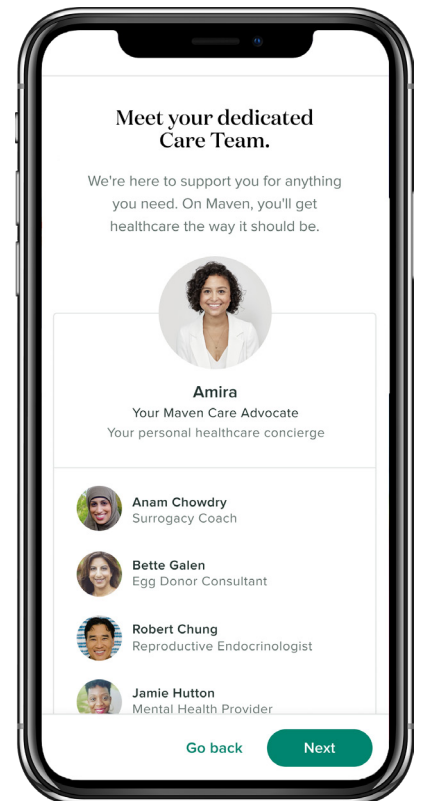 Meet your dedicated
Care Team.
We're here to support you for anything
you need. On Maven, you'll get
healthcare the way it should be.
Amira
Your Maven Care Advocate
Your personal healthcare concierge
Anam Chowdry
Surrogacy Coach
Bette Galen
Egg Donor Consultant
Robert Chung
Reproductive Endocrinologist
Jamie Hutton
Mental Health Provider
Go back
Next